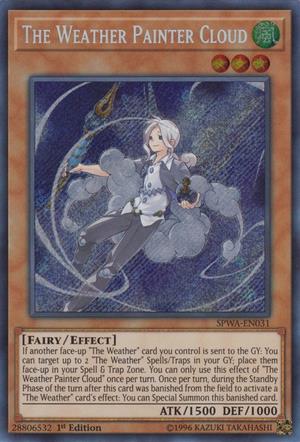 THE WEATHER PAINTER CLOUD
SPWA-EN031
[FAIRY/EFFECT]
If another face-up "The Weather" card you control is sent to the GY: You
can target up to 2 "The Weather" Spells/Traps in your GY; place them
face-up in your Spell & Trap Zone. You can only use this effect of "The
Weather Painter Cloud" once per turn. Once per turn, during the Standby
Phase of the turn after this card was banished from the field to activate a
"The Weather" card's effect: You can Special Summon this banished card.
ATK/1500 DEF/1000
28806532 1st Edition ©1996 KAZUKI TAKAHASHI